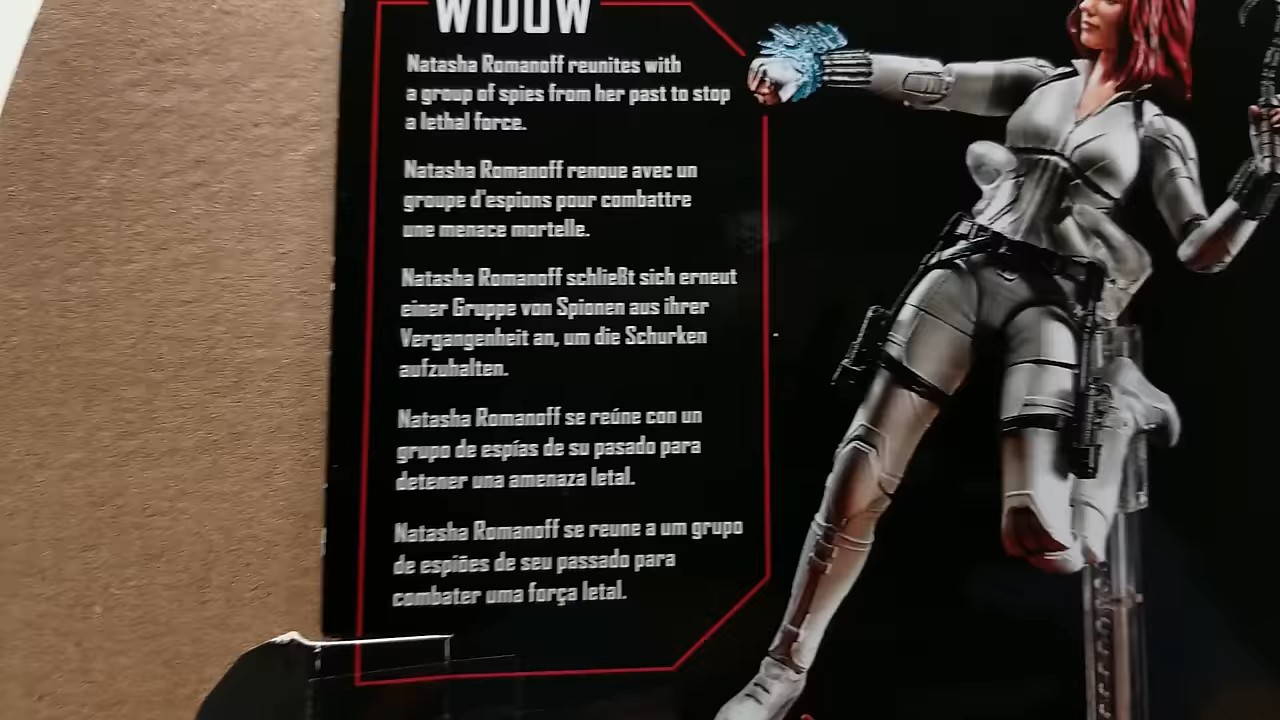 WIDOW
Natasha Romanoff reunites with
a group of spies from her past to stop
a lethal force.
Natasha Romanoff renoue avec un
groupe d'espions pour combattre
une menace mortelle.
Natasha Romanoff schließt sich erneut
einer Gruppe von Spionen aus ihrer
Vergangenheit an, um die Schurken
aufzuhalten.
Natasha Romanoff se reúne con un
grupo de espías de su pasado para
detener una amenaza letal.
Natasha Romanoff se reune a um grupo
de espiões de seu passado para
combater uma força letal.